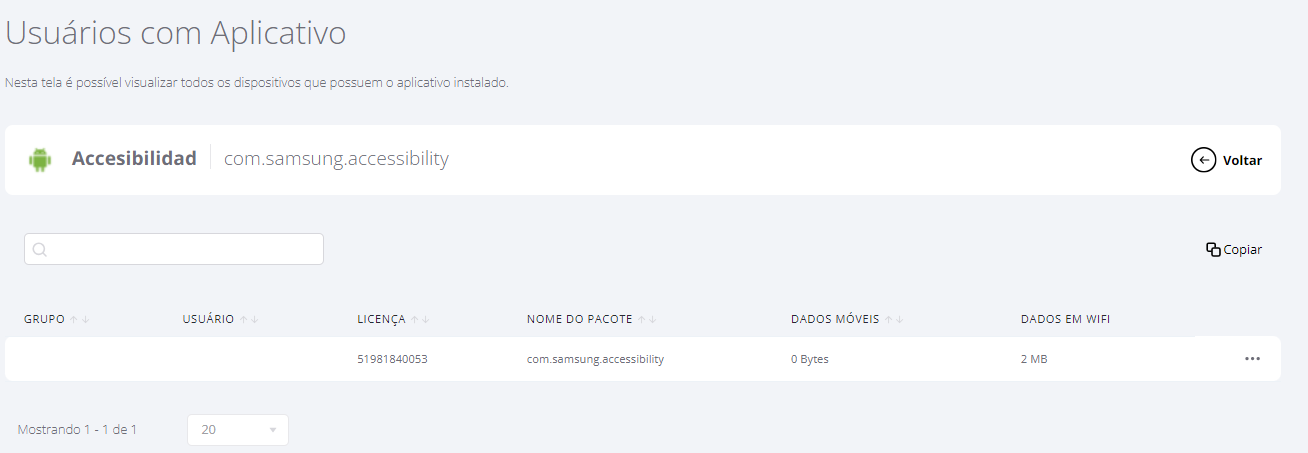 Usuários com Aplicativo
Nesta tela é possível visualizar todos os dispositivos que possuem o aplicativo instalado.
Accesibilidad com.samsung.accessibility Voltar
Copiar
GRUPO USUÁRIO LICENÇA NOME DO PACOTE DADOS MÓVEIS DADOS EM WIFI
51981840053 com.samsung.accessibility 0 Bytes 2 MB
Mostrando 1 - 1 de 1 20